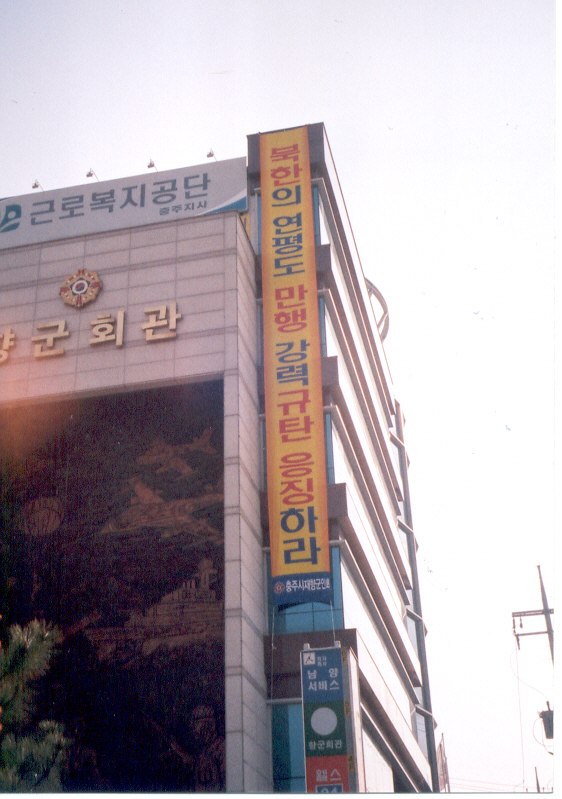 근로복지공단
충주지사
향군회관
북한의 연평도 만행 강력규탄 응징하라
충주시재향군인회
남양
서비스
향군회관